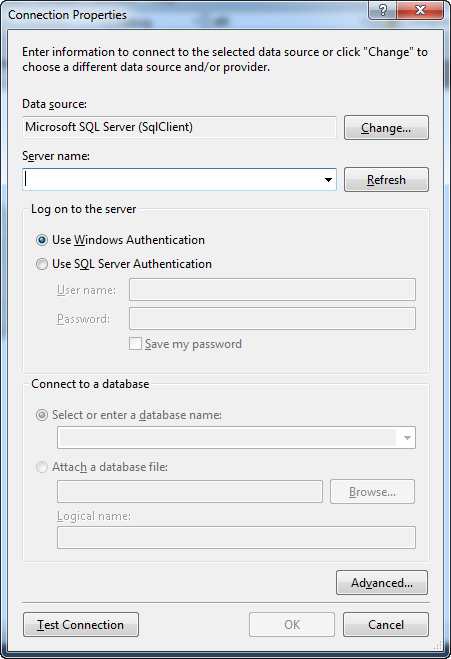 Connection Properties
?
Enter information to connect to the selected data source or click "Change" to
choose a different data source and/or provider.
Data source:
Microsoft SQL Server (SqlClient)
Change...
Server name:
Refresh
Log on to the server
Use Windows Authentication
Use SQL Server Authentication
User name:
Password:
Save my password
Connect to a database
Select or enter a database name:
Attach a database file:
Browse...
Logical name:
Advanced...
Test Connection
OK
Cancel